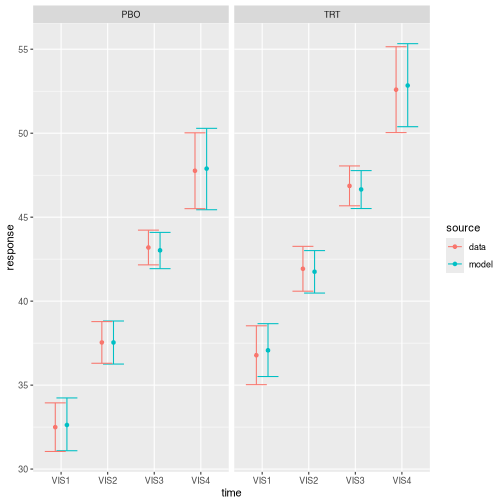 PBO TRT
55
50
45
40
35
30
response
VIS1 VIS2 VIS3 VIS4 VIS1 VIS2 VIS3 VIS4
time
source
data
model